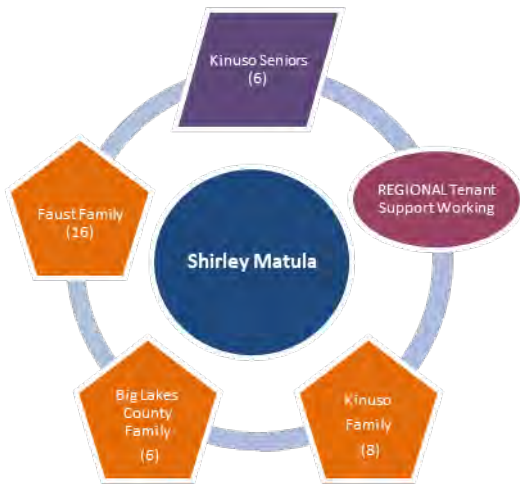 Kinuso Seniors
(6)
REGIONAL Tenant
Support Working
Faust Family
(16)
Shirley Matula
Big Lakes
County
Family
(6)
Kinuso
Family
(8)